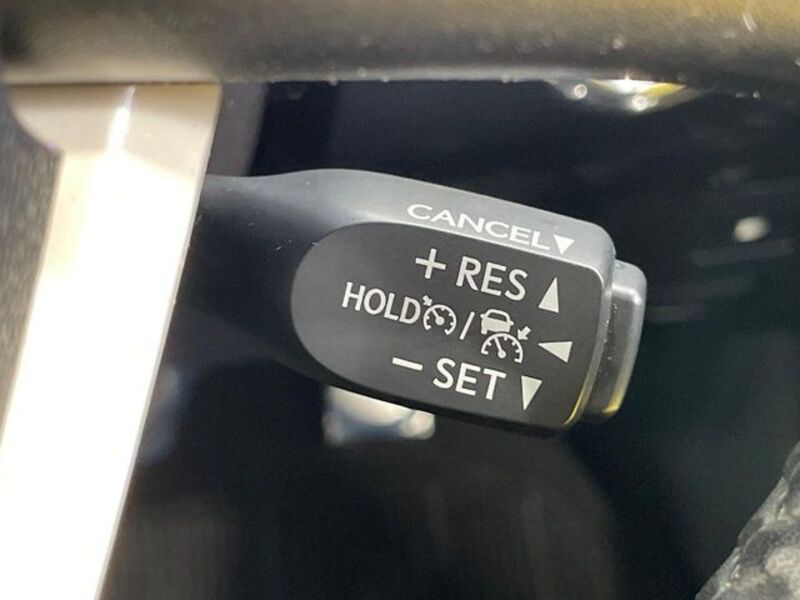 CANCEL▼
+ RES ▲
HOLD /
− SET ▼